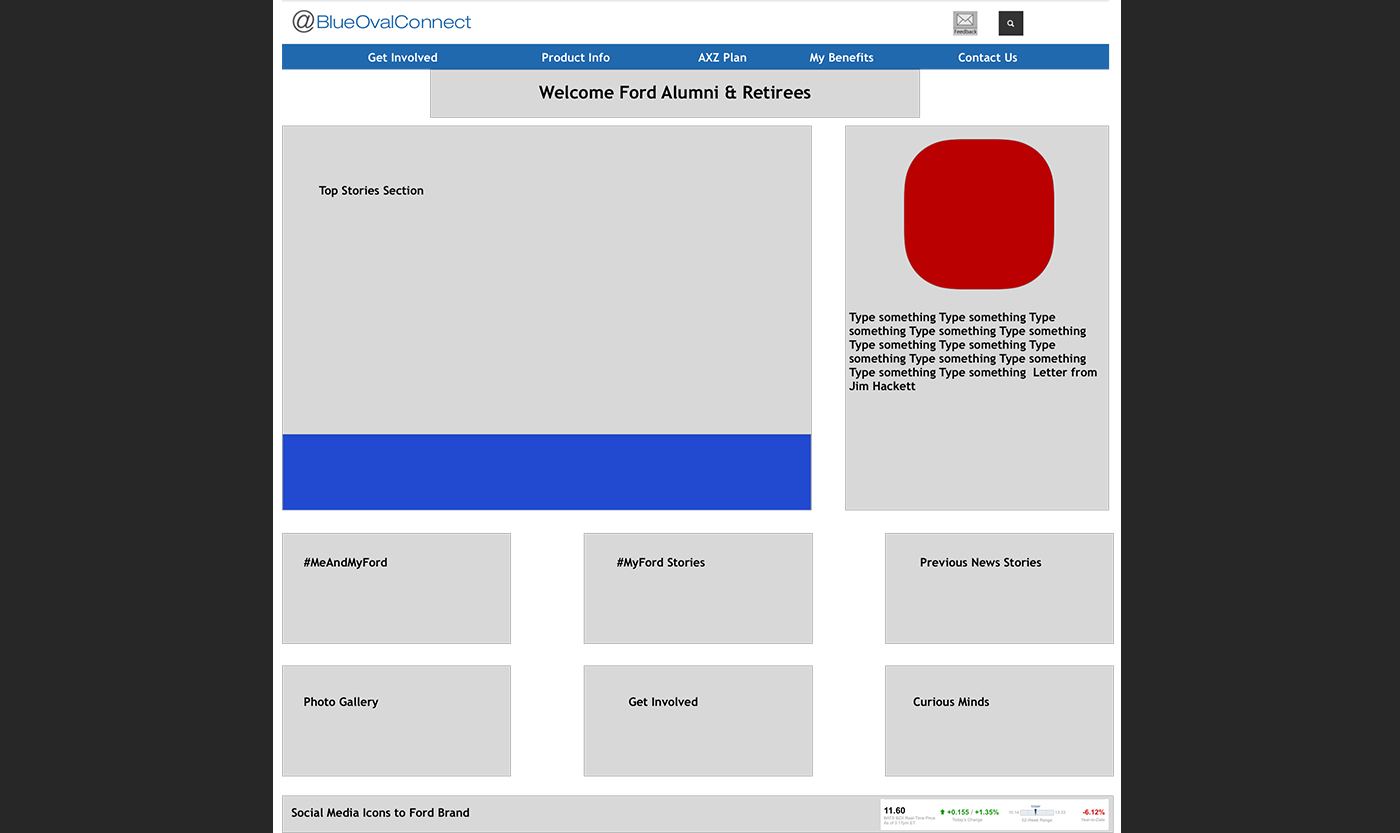 @BlueOvalConnect
Feedback
Get Involved
Product Info
AXZ Plan
My Benefits
Contact Us
Welcome Ford Alumni & Retirees
Top Stories Section
Type something Type something Type
something Type something Type something
Type something Type something Type
something Type something Type something
Type something Type something  Letter from
Jim Hackett
#MeAndMyFord
#MyFord Stories
Previous News Stories
Photo Gallery
Get Involved
Curious Minds
Social Media Icons to Ford Brand
11.60
+0.155 / +1.35%
Today's Change
52-Week Range
-6.12%
Year-to-Date